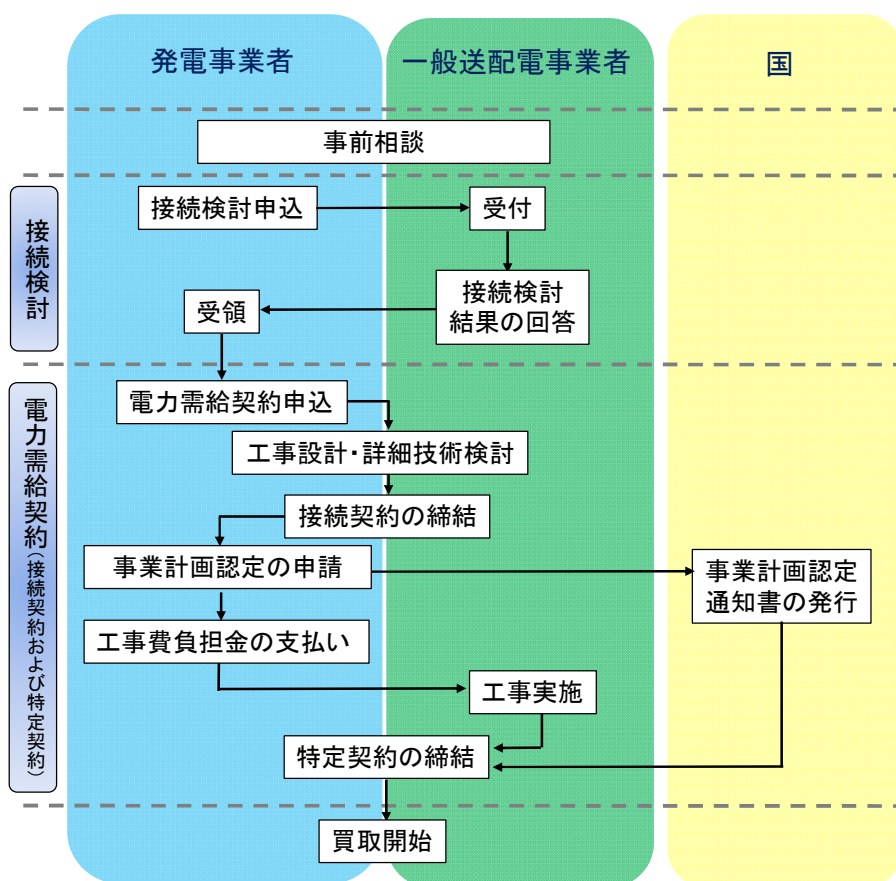 発電事業者
一般送配電事業者
国
事前相談
接続検討
接続検討申込
受付
接続検討
結果の回答
受領
電力需給契約(接続契約および特定契約)
電力需給契約申込
工事設計・詳細技術検討
接続契約の締結
事業計画認定の申請
事業計画認定
通知書の発行
工事費負担金の支払い
工事実施
特定契約の締結
買取開始